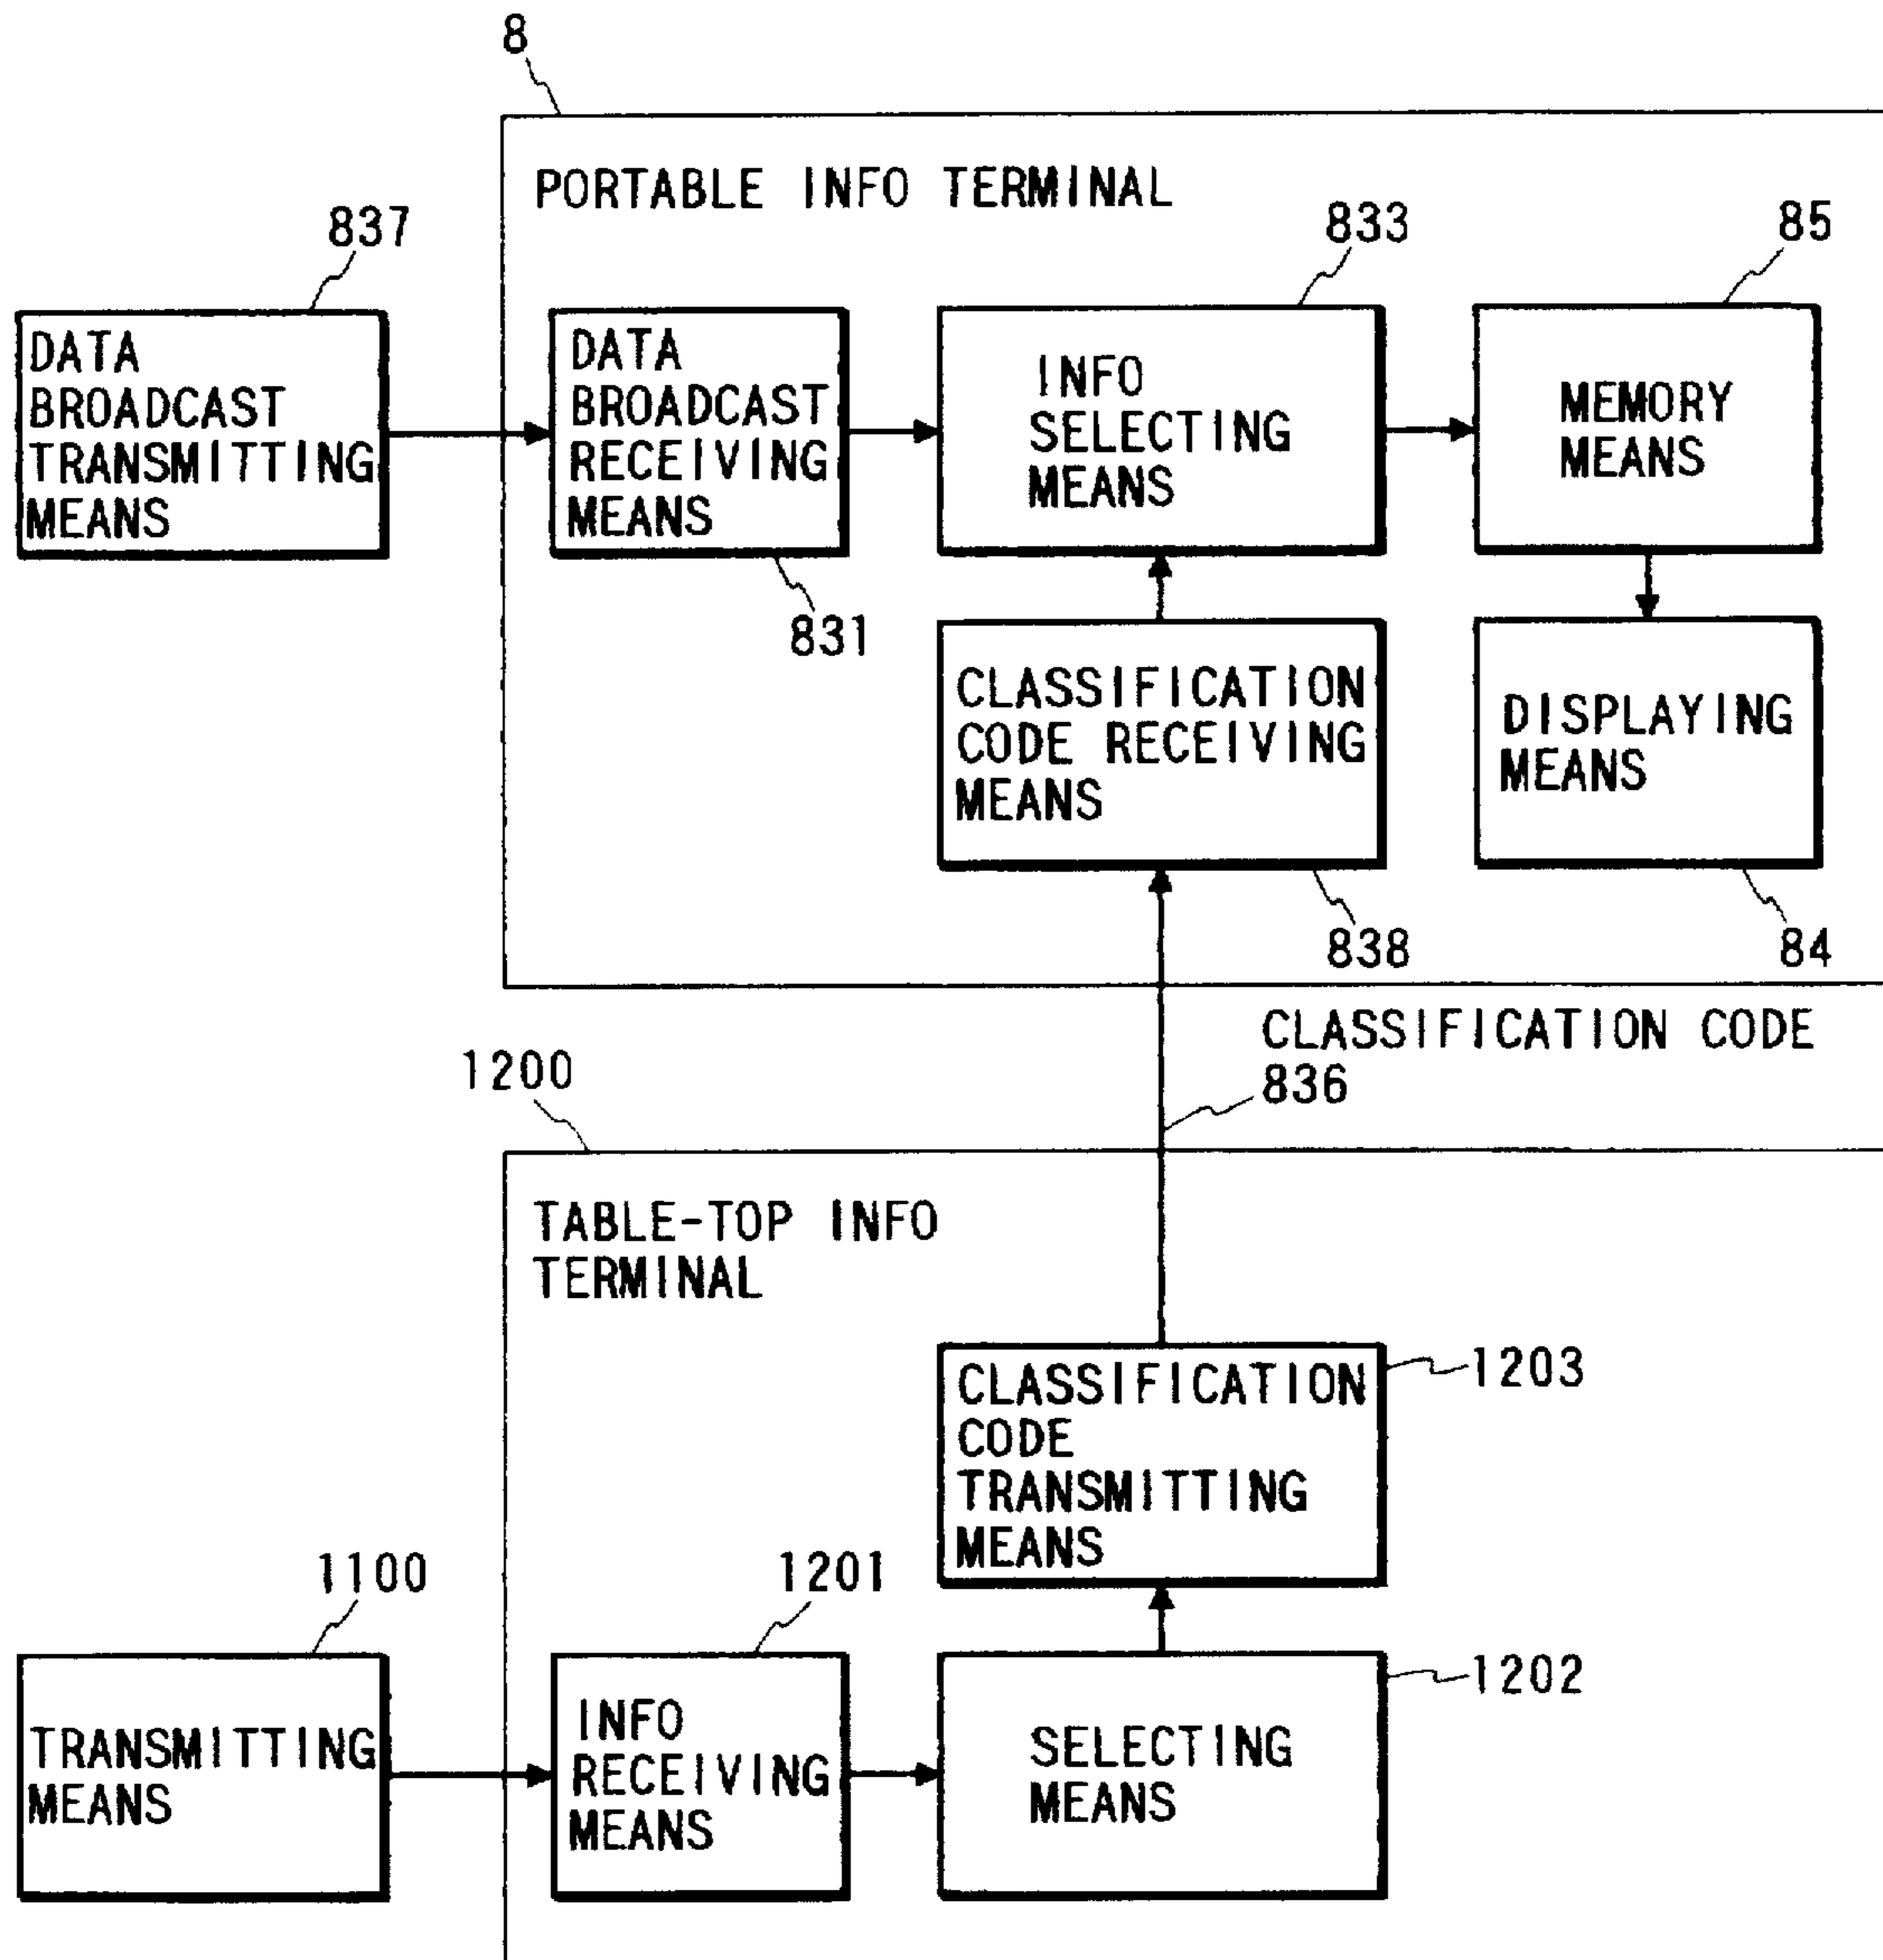 8
PORTABLE INFO TERMINAL
837
833
85
DATA
BROADCAST
TRANSMITTING
MEANS
DATA
BROADCAST
RECEIVING
MEANS
INFO
SELECTING
MEANS
MEMORY
MEANS
831
CLASSIFICATION
CODE RECEIVING
MEANS
DISPLAYING
MEANS
838
84
CLASSIFICATION CODE
836
1200
TABLE-TOP INFO
TERMINAL
CLASSIFICATION
CODE
TRANSMITTING
MEANS
1203
1100
1201
TRANSMITTING
MEANS
INFO
RECEIVING
MEANS
SELECTING
MEANS
1202